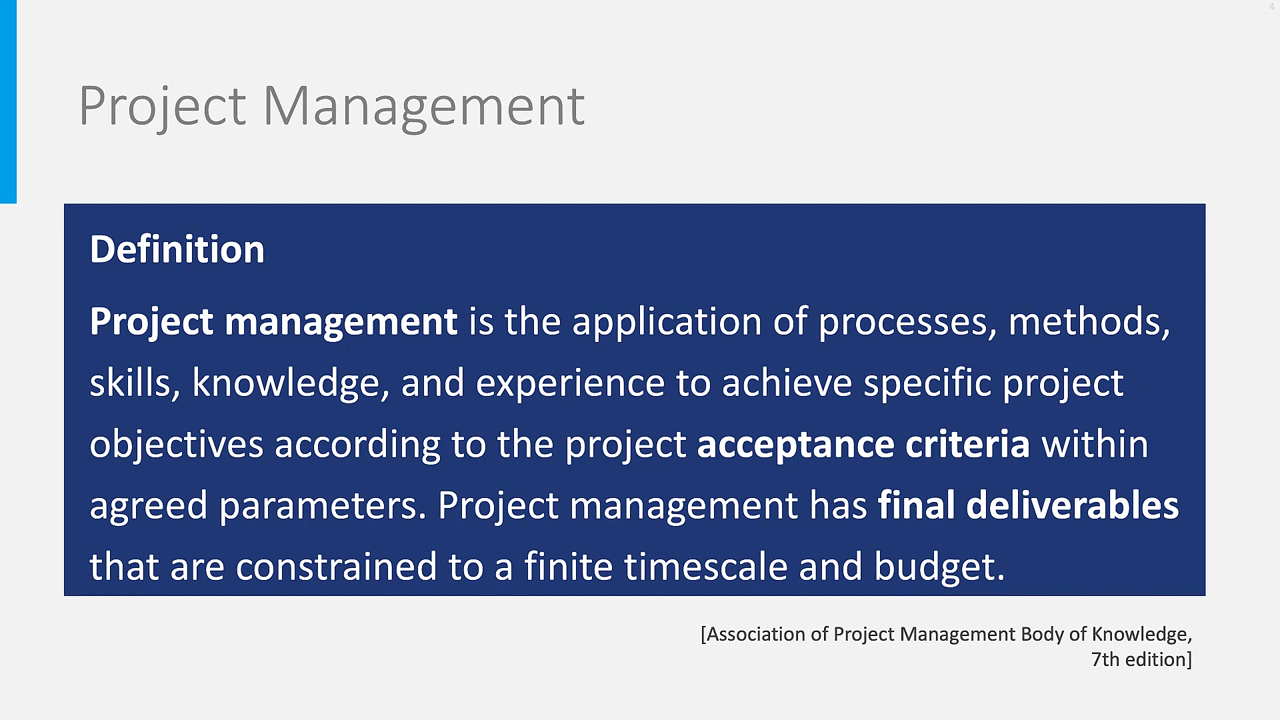 4
Project Management
Definition
Project management is the application of processes, methods,
skills, knowledge, and experience to achieve specific project
objectives according to the project acceptance criteria within
agreed parameters. Project management has final deliverables
that are constrained to a finite timescale and budget.
[Association of Project Management Body of Knowledge,
7th edition]